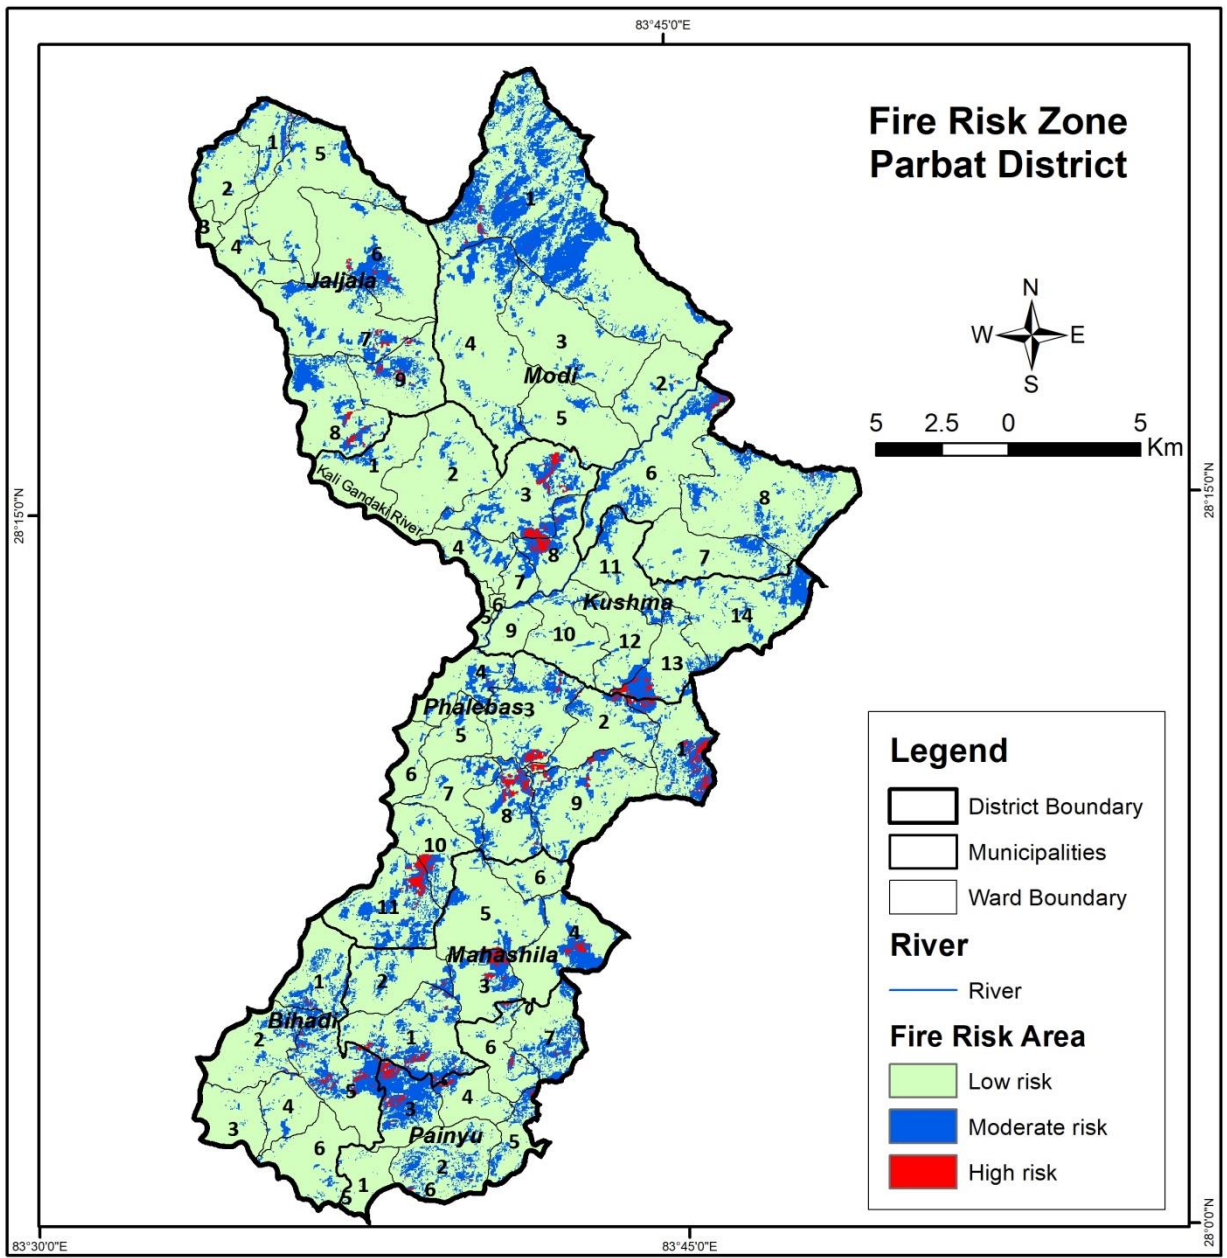 83°45'0"E
Fire Risk Zone
Parbat District
1
5
2
1
3
4
6
Jaljala
N
W E
S
7
4
3
Modi
9
2
5
5 2.5 0 5
Km
8
1
2
6
8
3
Kali Gandaki River
28°15'0"N
28°15'0"N
4
8
7
11
7
6
Kushma
5
9
10
12
14
13
4
Phalebas
3
2
5
1
6
7
9
8
10
6
11
5
4
Mahashila
2
3
1
Bihadi
2
1
6
7
5
4
3
4
3
Painyu
6
2
5
1
5
6
Legend
District Boundary
Municipalities
Ward Boundary
River
River
Fire Risk Area
Low risk
Moderate risk
High risk
28°0'0"N
83°30'0"E
83°45'0"E